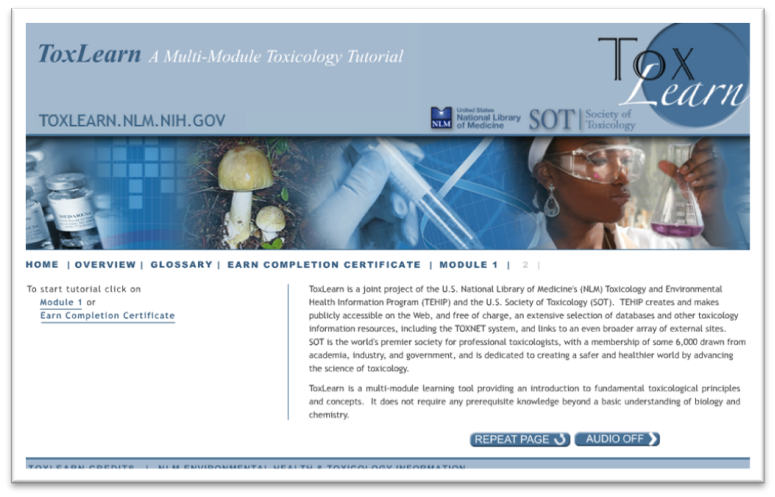 ToxLearn A Multi-Module Toxicology Tutorial
Tox
Learn
TOXLEARN.NLM.NIH.GOV
NLM
United States
National Library
of Medicine
SOT
Society of
Toxicology
HOME | OVERVIEW | GLOSSARY | EARN COMPLETION CERTIFICATE | MODULE 1 | 2 |
To start tutorial click on
Module 1 or
Earn Completion Certificate
ToxLearn is a joint project of the U.S. National Library of Medicine's (NLM) Toxicology and Environmental
Health Information Program (TEHIP) and the U.S. Society of Toxicology (SOT). TEHIP creates and makes
publicly accessible on the Web, and free of charge, an extensive selection of databases and other toxicology
information resources, including the TOXNET system, and links to an even broader array of external sites.
SOT is the world's premier society for professional toxicologists, with a membership of some 6,000 drawn from
academia, industry, and government, and is dedicated to creating a safer and healthier world by advancing
the science of toxicology.
ToxLearn is a multi-module learning tool providing an introduction to fundamental toxicological principles
and concepts. It does not require any prerequisite knowledge beyond a basic understanding of biology and
chemistry.
REPEAT PAGE
AUDIO OFF
TOXLEARN CREDITS | NLM ENVIRONMENTAL HEALTH & TOXICOLOGY INFORMATION